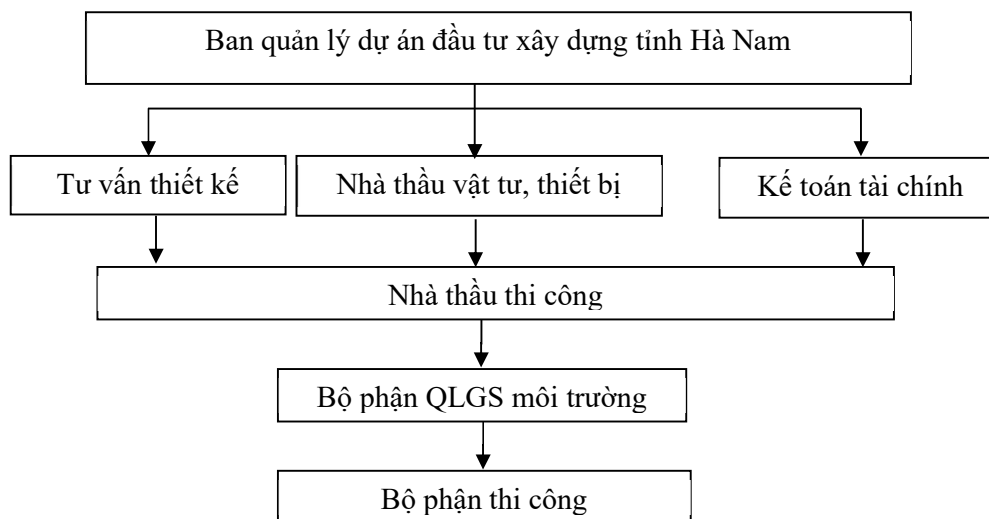 Ban quản lý dự án đầu tư xây dựng tỉnh Hà Nam
Tư vấn thiết kế
Nhà thầu vật tư, thiết bị
Kế toán tài chính
Nhà thầu thi công
Bộ phận QLGS môi trường
Bộ phận thi công